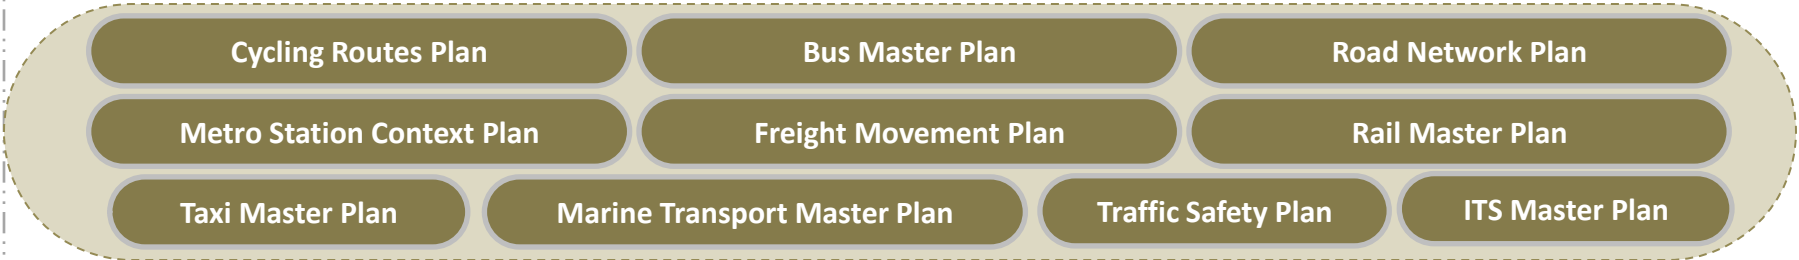 Cycling Routes Plan
Bus Master Plan
Road Network Plan
Metro Station Context Plan
Freight Movement Plan
Rail Master Plan
Taxi Master Plan
Marine Transport Master Plan
Traffic Safety Plan
ITS Master Plan